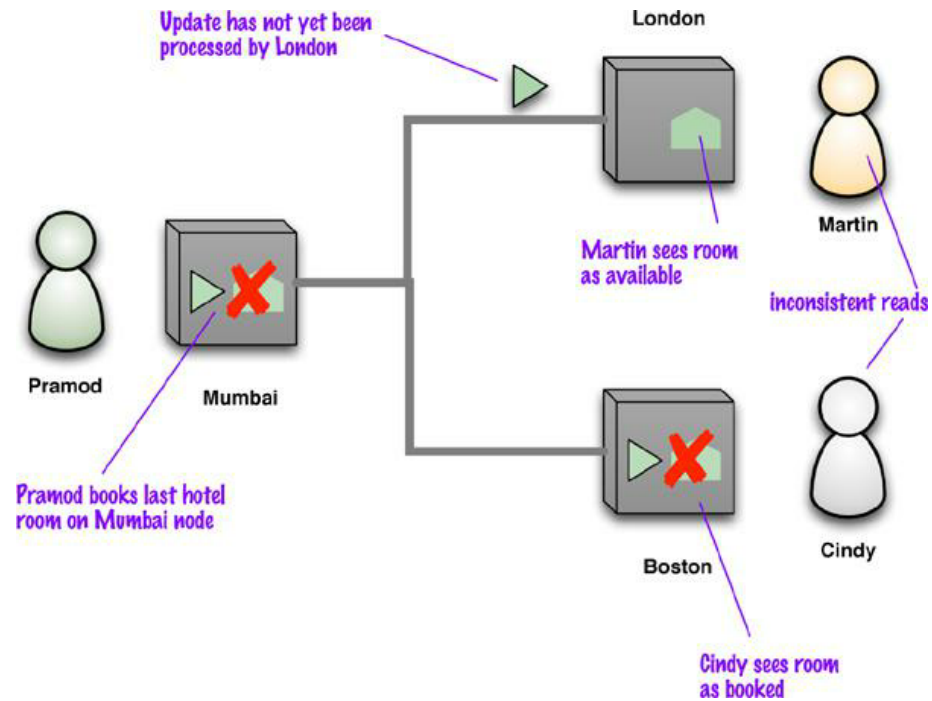 Update has not yet been
processed by London
London
Martin
Martin sees room
as available
inconsistent reads
Pramod
Mumbai
Pramod books last hotel
room on Mumbai node
Boston
Cindy
Cindy sees room
as booked